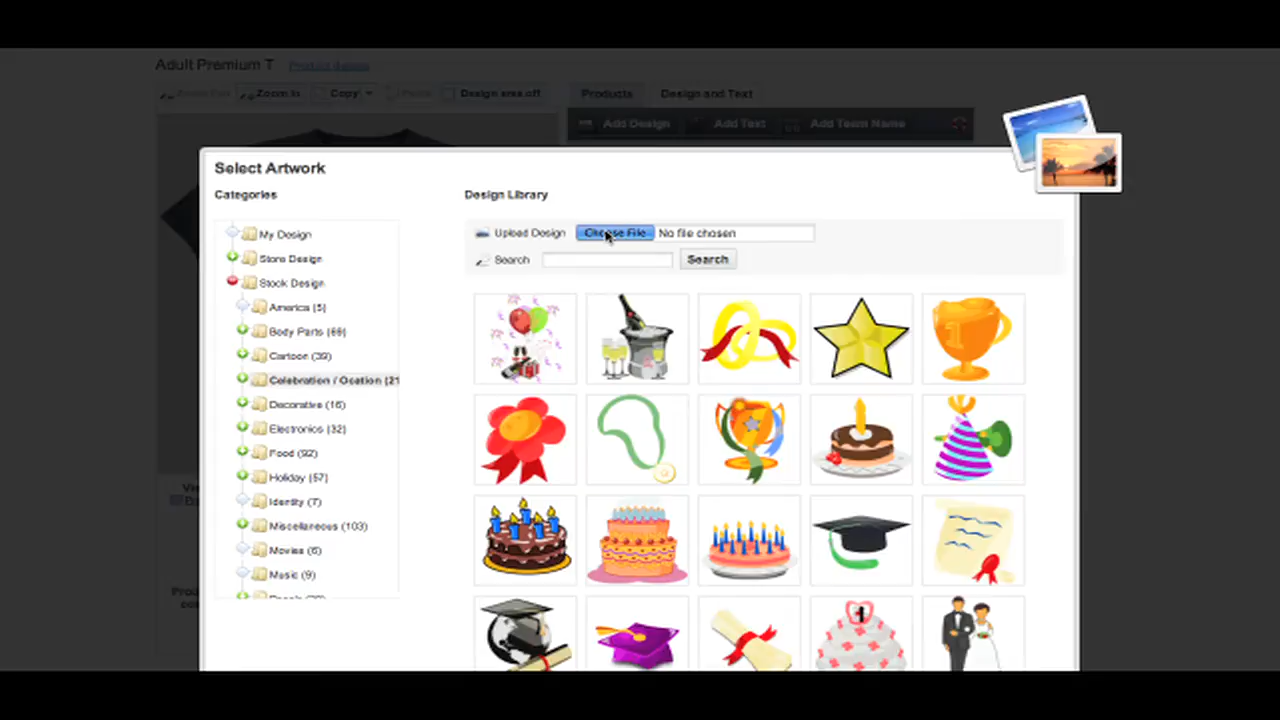 Adult Premium T
Zoom In Copy Design area off Products Design and Text
Add Design Add Text Add Team Name
Select Artwork
Categories Design Library
My Design
Store Design
Stock Design
America (5)
Body Parts (69)
Cartoon (39)
Celebration / Ocation (21
Decorative (16)
Electronics (32)
Food (92)
Holiday (57)
Identity (7)
Miscellaneous (103)
Movies (6)
Music (9)
Upload Design Choose File No file chosen
Search Search
1
1